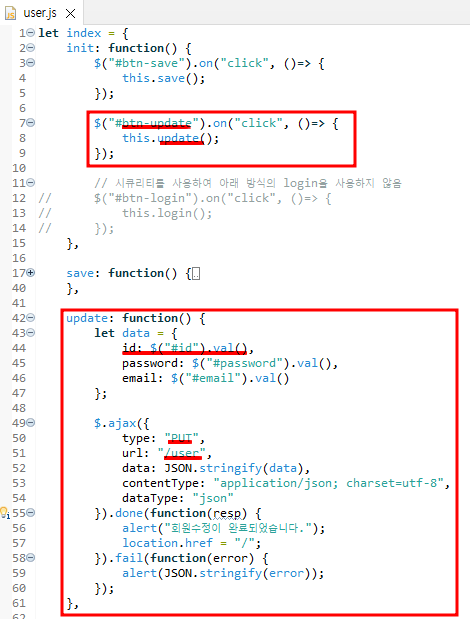 user.js
1 let index = {
2 init: function() {
3 $("#btn-save").on("click", ()=> {
4 this.save();
5 });
6
7 $("#btn-update").on("click", ()=> {
8 this.update();
9 });
10
11 // 시큐리티를 사용하여 아래 방식의 login을 사용하지 않음
12 // $("#btn-login").on("click", ()=> {
13 // this.login();
14 // });
15 },
16
17 save: function() {
40 },
41
42 update: function() {
43 let data = {
44 id: $("#id").val(),
45 password: $("#password").val(),
46 email: $("#email").val()
47 };
48
49 $.ajax({
50 type: "PUT",
51 url: "/user",
52 data: JSON.stringify(data),
53 contentType: "application/json; charset=utf-8",
54 dataType: "json"
55 }).done(function(resp) {
56 alert("회원수정이 완료되었습니다.");
57 location.href = "/";
58 }).fail(function(error) {
59 alert(JSON.stringify(error));
60 });
61 },
62